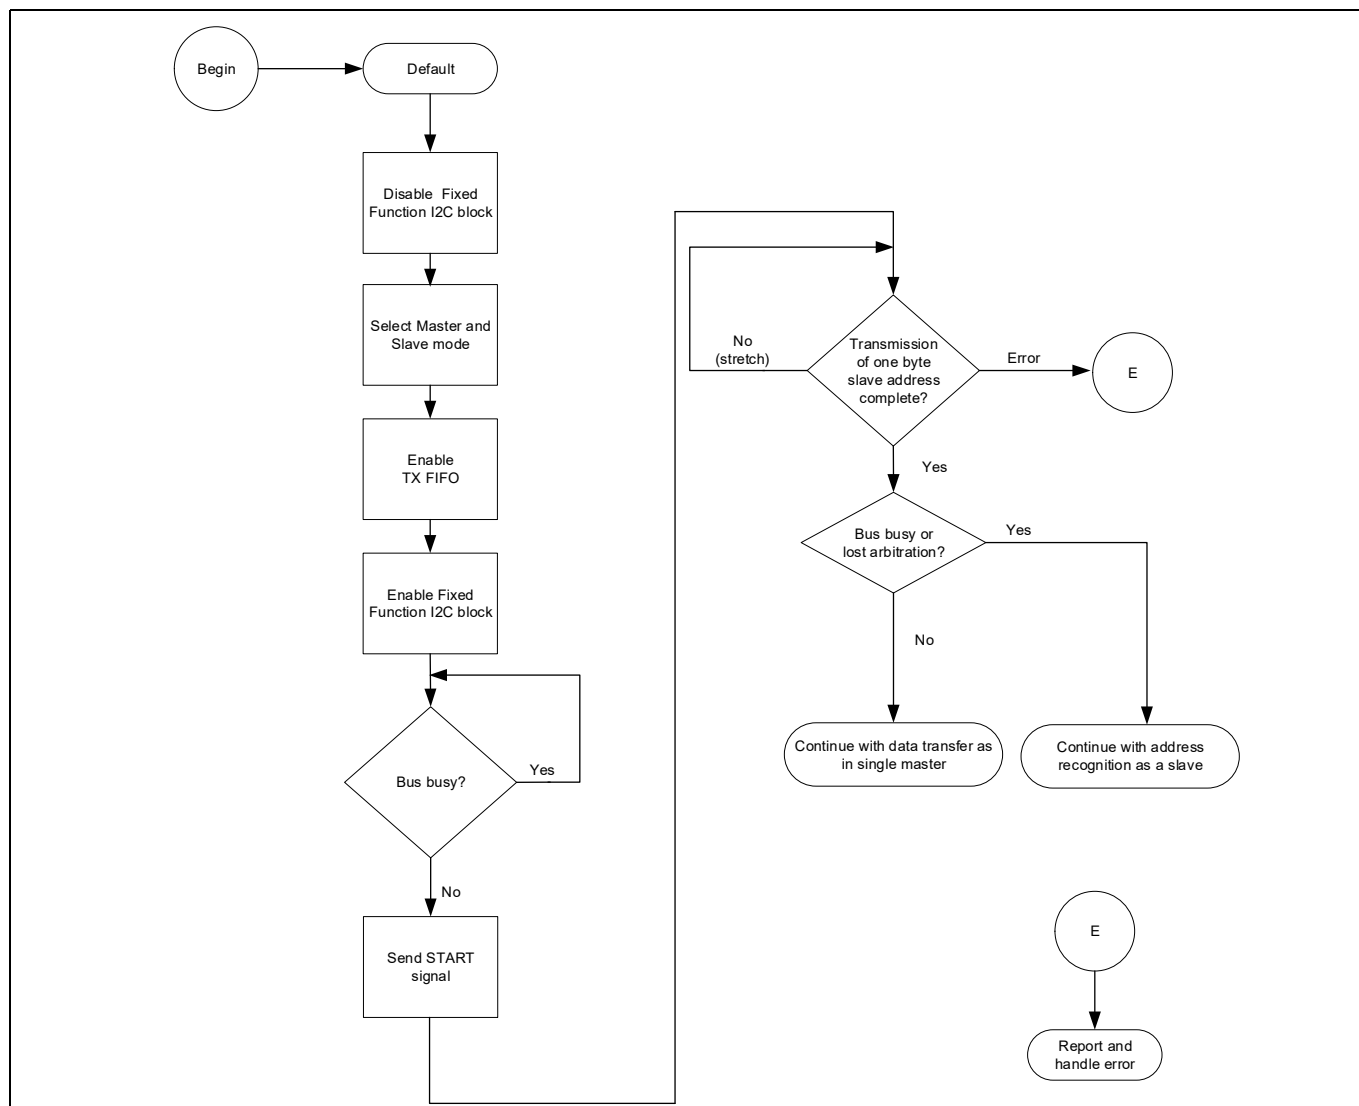 Begin
Default
Disable Fixed
Function I2C block
Select Master and
Slave mode
Enable
TX FIFO
Enable Fixed
Function I2C block
Bus busy?
Yes
No
Send START
signal
No
(stretch)
Transmission
of one byte
slave address
complete?
Error
E
Yes
Bus busy or
lost arbitration?
Yes
No
Continue with data transfer as
in single master
Continue with address
recognition as a slave
E
Report and
handle error